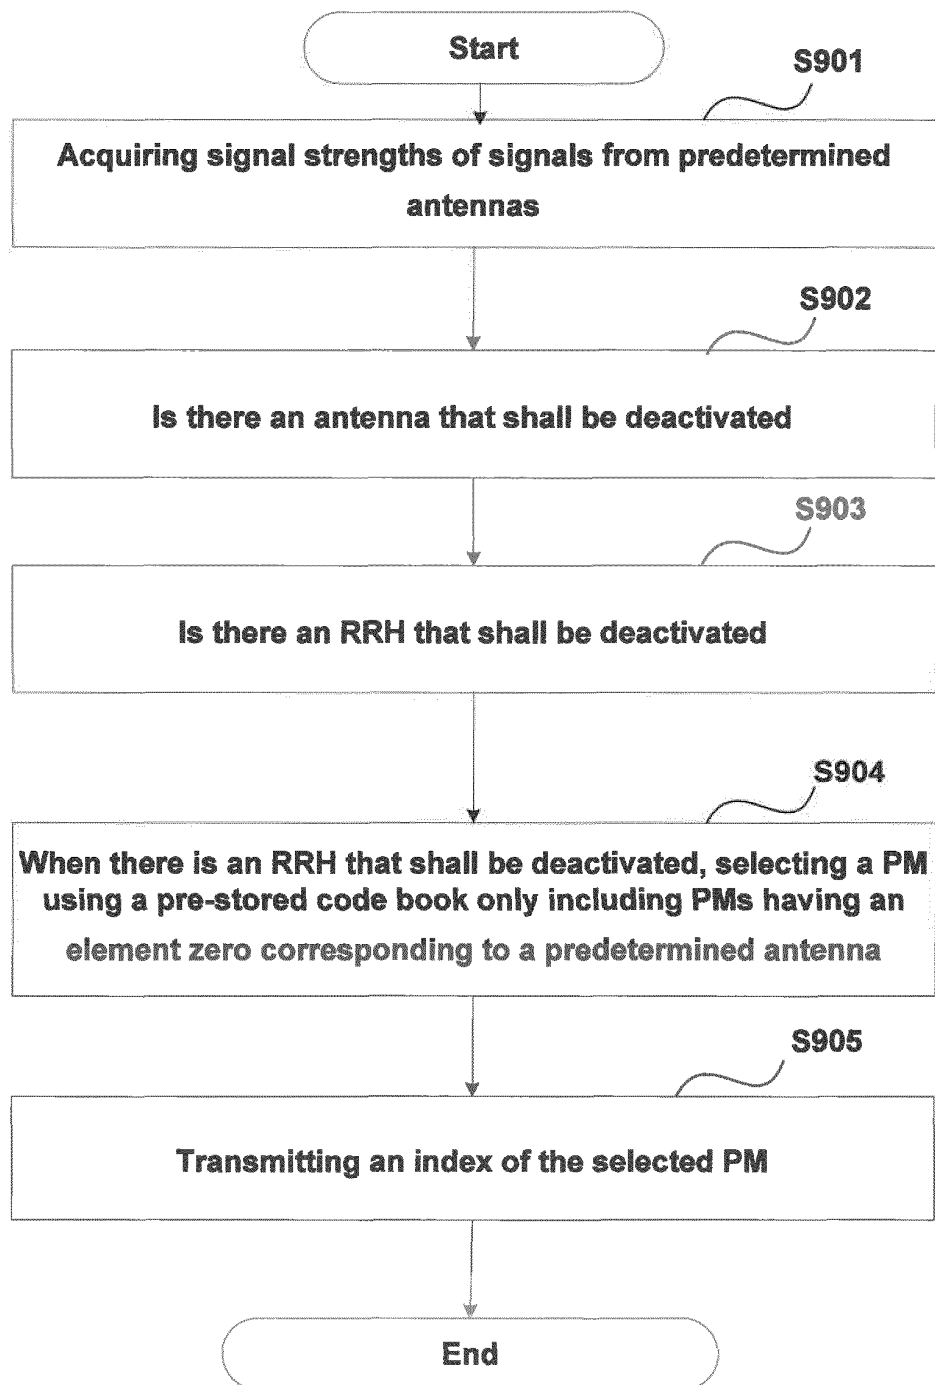 Start
S901
Acquiring signal strengths of signals from predetermined
antennas
S902
Is there an antenna that shall be deactivated
S903
Is there an RRH that shall be deactivated
S904
When there is an RRH that shall be deactivated, selecting a PM
using a pre-stored code book only including PMs having an
element zero corresponding to a predetermined antenna
S905
Transmitting an index of the selected PM
End